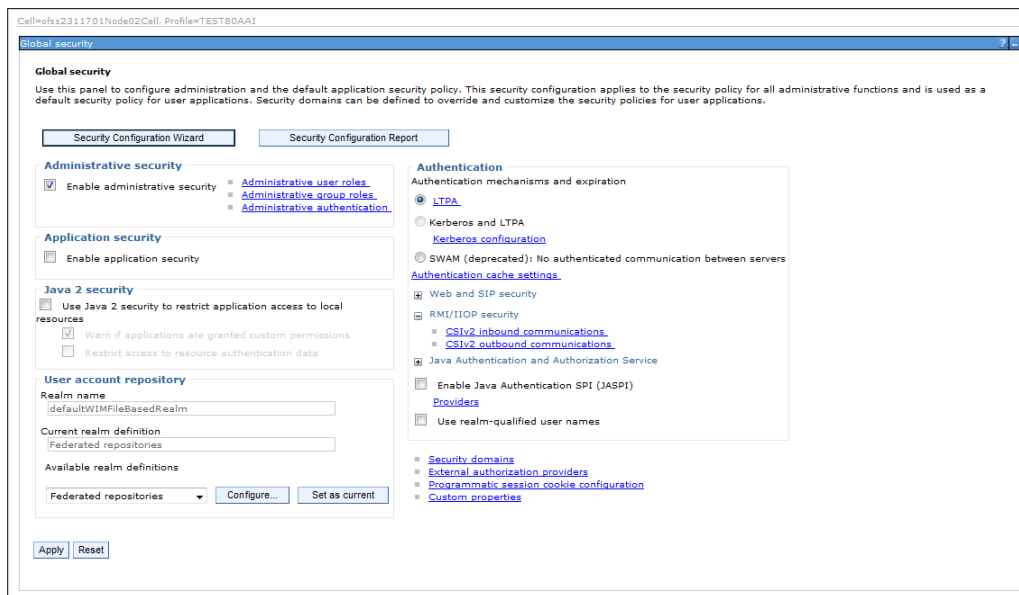 Cell=ofss2311701Node02Cell, Profile=TEST80AAI
Global security
? –
Global security
Use this panel to configure administration and the default application security policy. This security configuration applies to the security policy for all administrative functions and is used as a
default security policy for user applications. Security domains can be defined to override and customize the security policies for user applications.
Security Configuration Wizard
Security Configuration Report
Administrative security
Enable administrative security
Administrative user roles
Administrative group roles
Administrative authentication
Application security
Enable application security
Java 2 security
Use Java 2 security to restrict application access to local
resources
Warn if applications are granted custom permissions
Restrict access to resource authentication data
User account repository
Realm name
defaultWIMFileBasedRealm
Current realm definition
Federated repositories
Available realm definitions
Federated repositories
Configure...
Set as current
Authentication
Authentication mechanisms and expiration
LTPA
Kerberos and LTPA
Kerberos configuration
SWAM (deprecated): No authenticated communication between servers
Authentication cache settings
Web and SIP security
RMI/IIOP security
CSIv2 inbound communications
CSIv2 outbound communications
Java Authentication and Authorization Service
Enable Java Authentication SPI (JASPI)
Providers
Use realm-qualified user names
Security domains
External authorization providers
Programmatic session cookie configuration
Custom properties
Apply
Reset